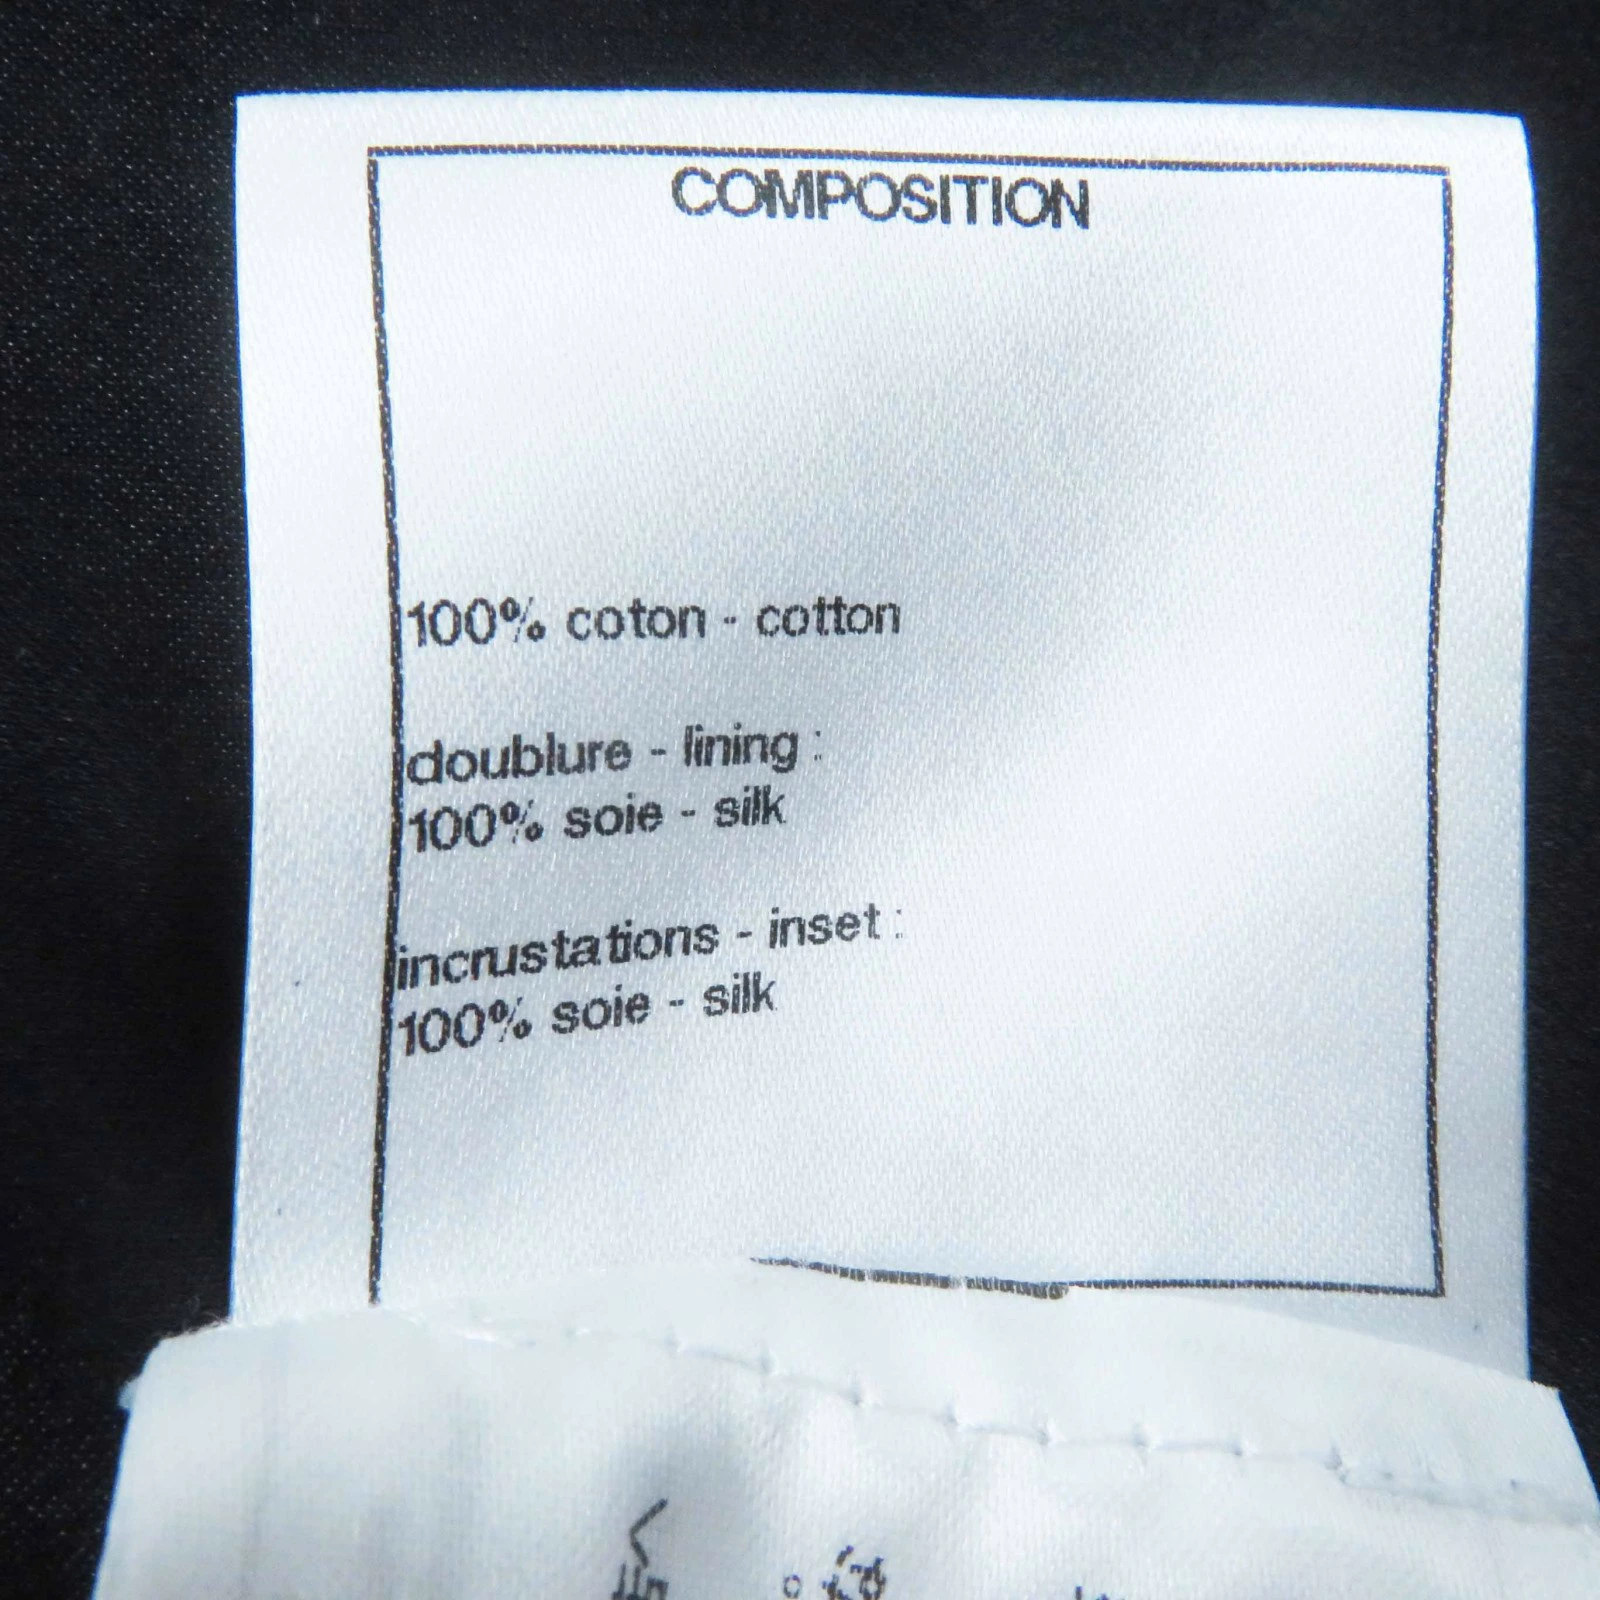 COMPOSITION
100% coton - cotton
doublure - lining :
100% soie - silk
incrustations - inset :
100% soie - silk